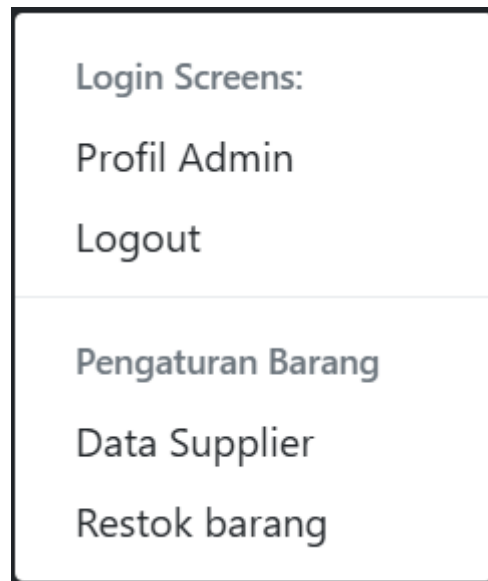 Login Screens:
Profil Admin
Logout
Pengaturan Barang
Data Supplier
Restok barang